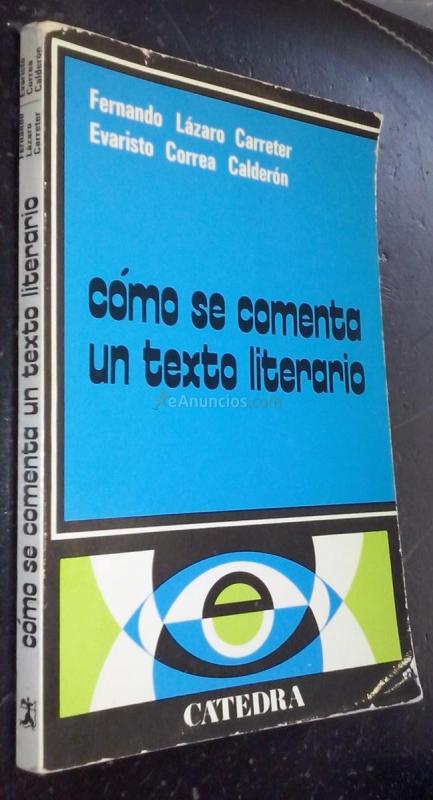 Fernando Lázaro Carreter
Evaristo Correa Calderón
cómo se comenta
un texto literario
eAnuncios.com
e
CÁTEDRA
Fernando
Lázaro
Carreter
Evaristo
Correa
Calderón
cómo se comenta un texto literario